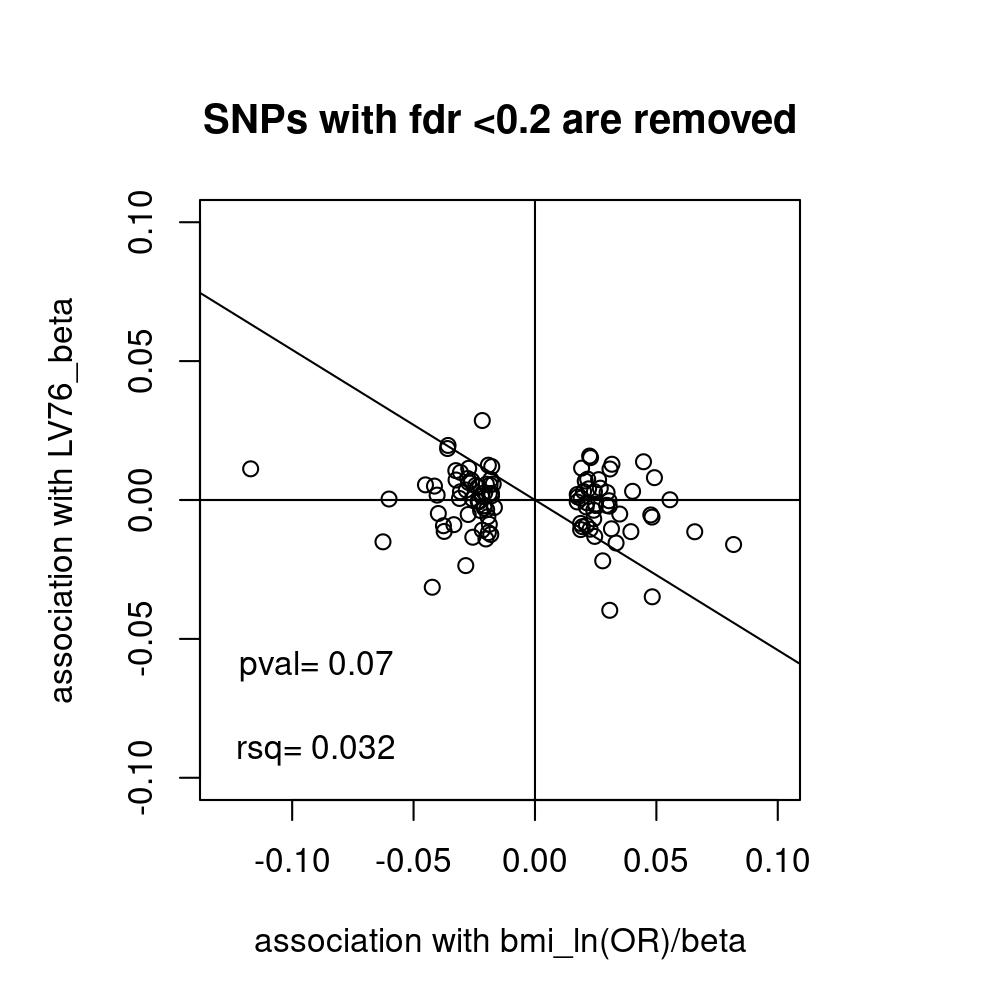 SNPs with fdr <0.2 are removed
association with LV76_beta
0.10
0.05
0.00
-0.05
-0.10
pval= 0.07
rsq= 0.032
-0.10 -0.05 0.00 0.05 0.10
association with bmi_ln(OR)/beta